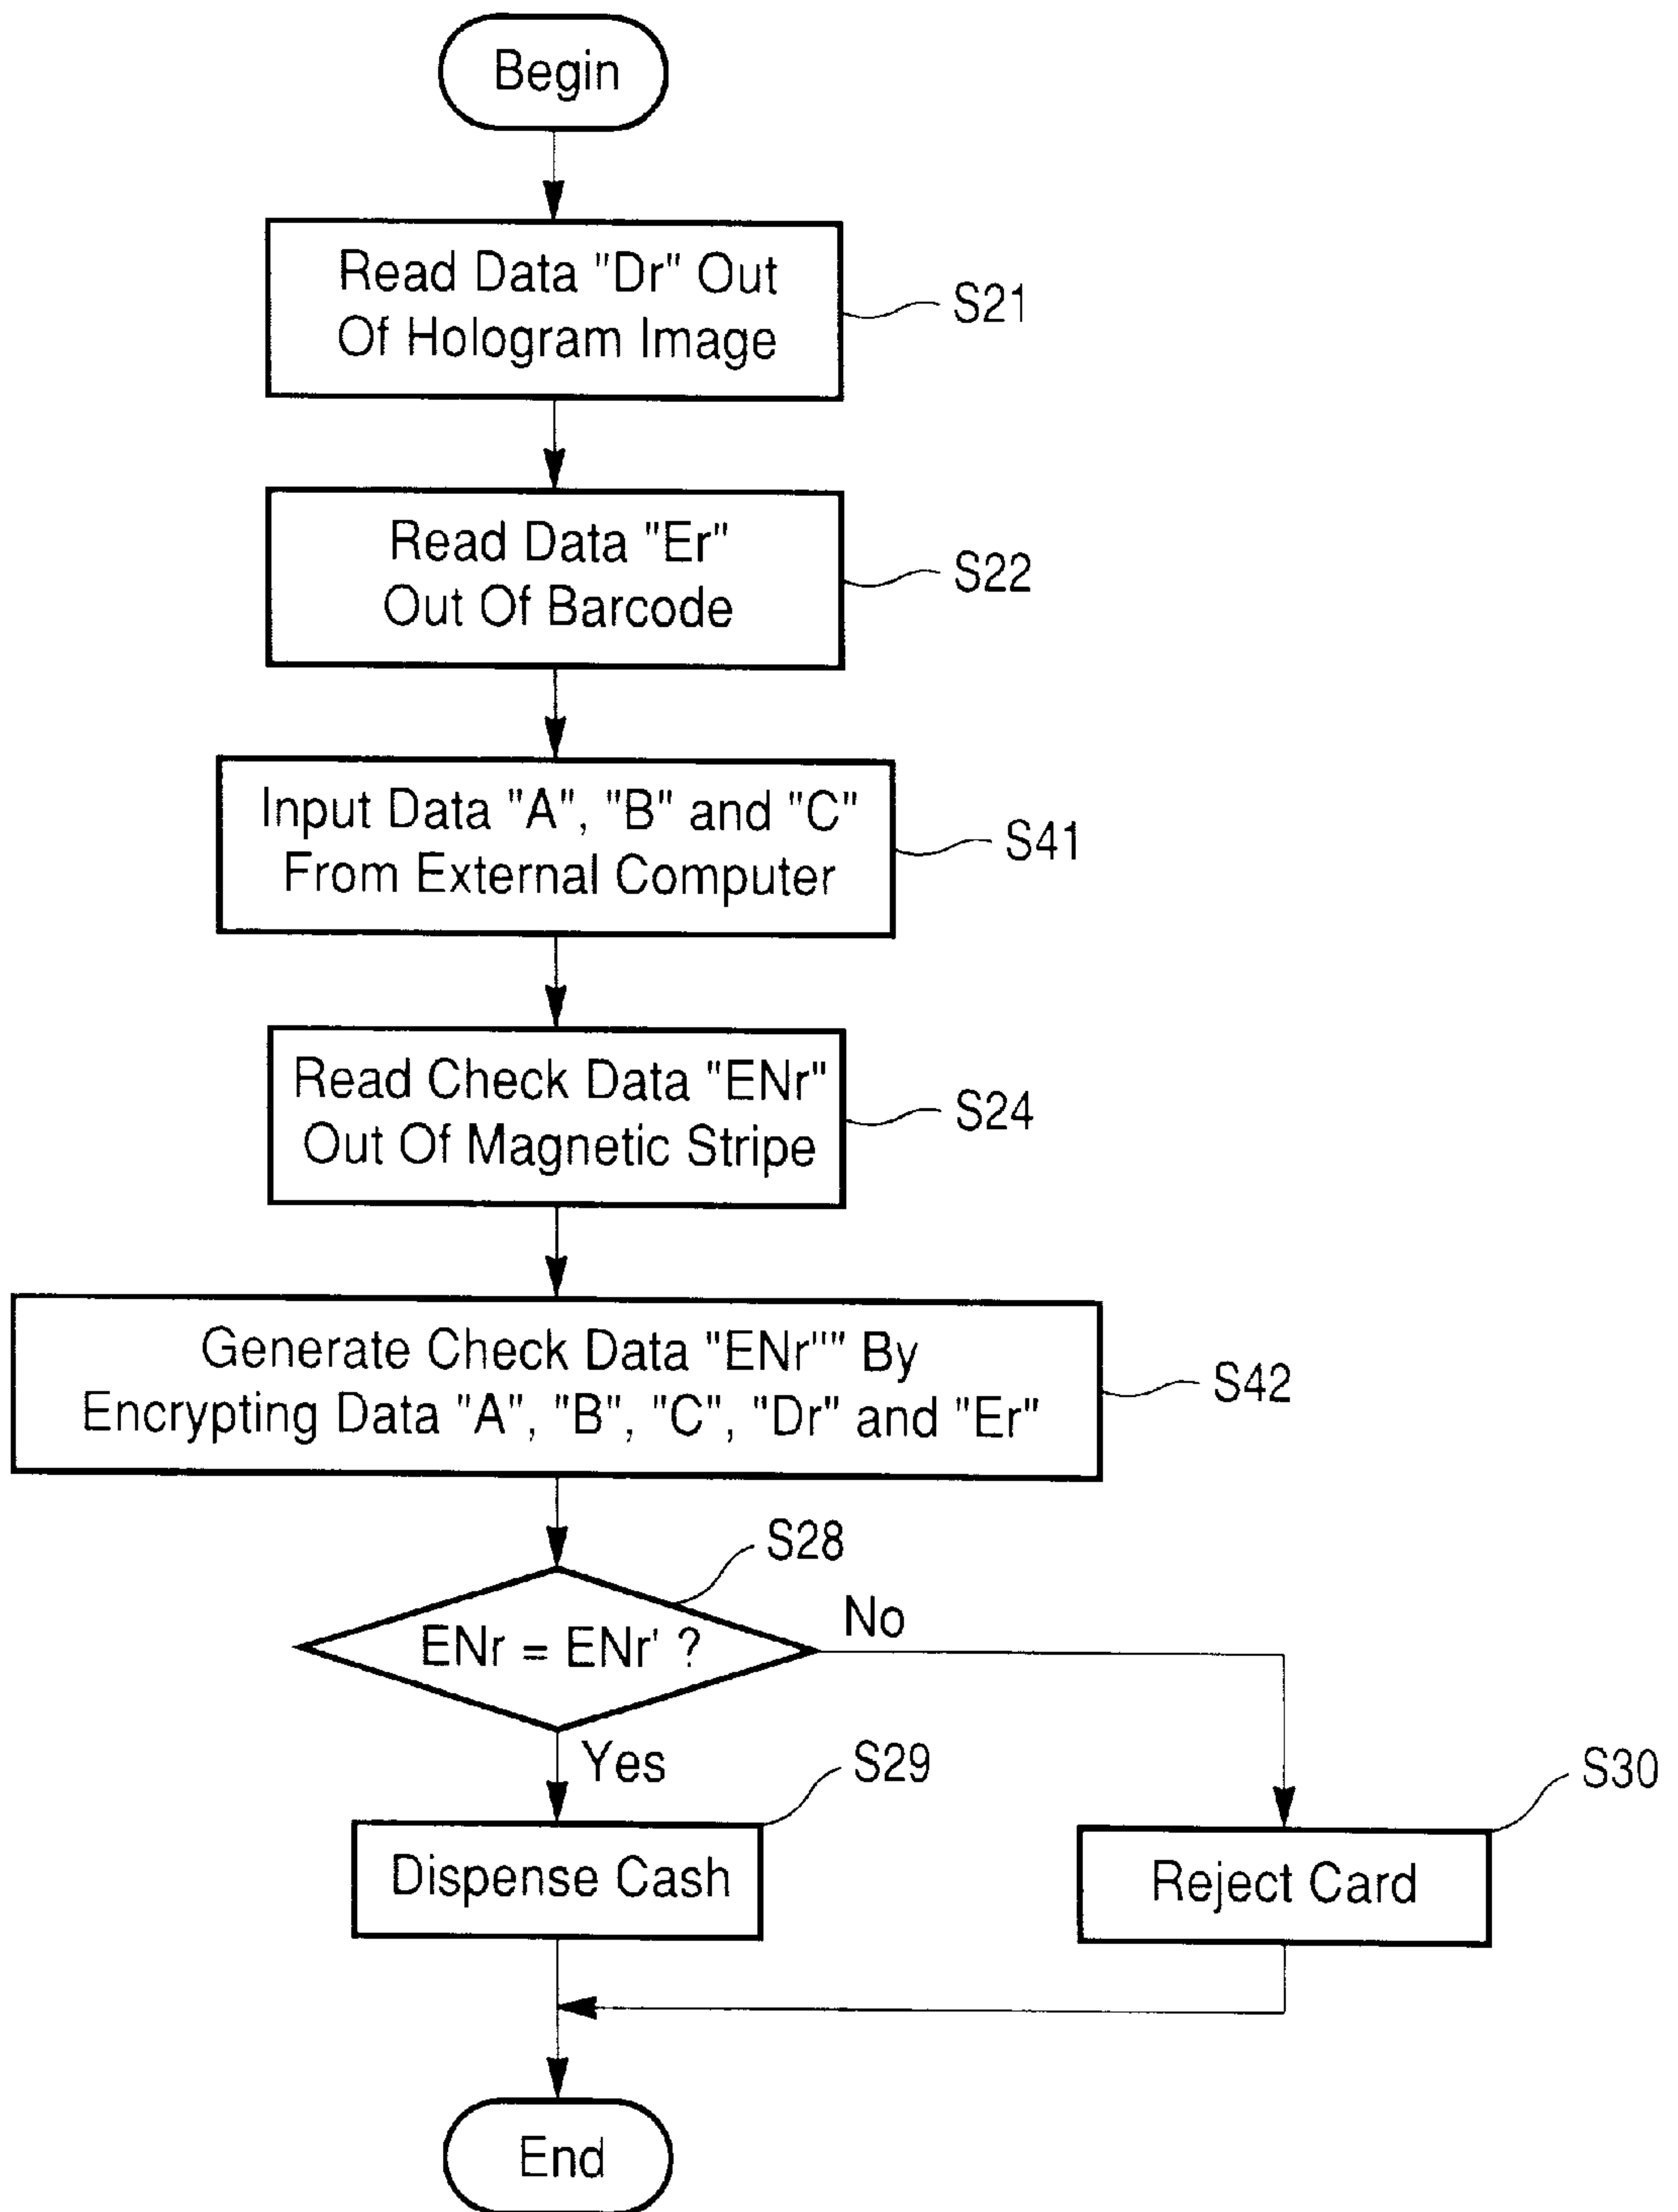 Begin
Read Data "Dr" Out
Of Hologram Image
S21
Read Data "Er"
Out Of Barcode
S22
Input Data "A", "B" and "C"
From External Computer
S41
Read Check Data "ENr"
Out Of Magnetic Stripe
S24
Generate Check Data "ENr'" By
Encrypting Data "A", "B", "C", "Dr" and "Er"
S42
S28
ENr = ENr' ?
No
Yes
S29
S30
Dispense Cash
Reject Card
End